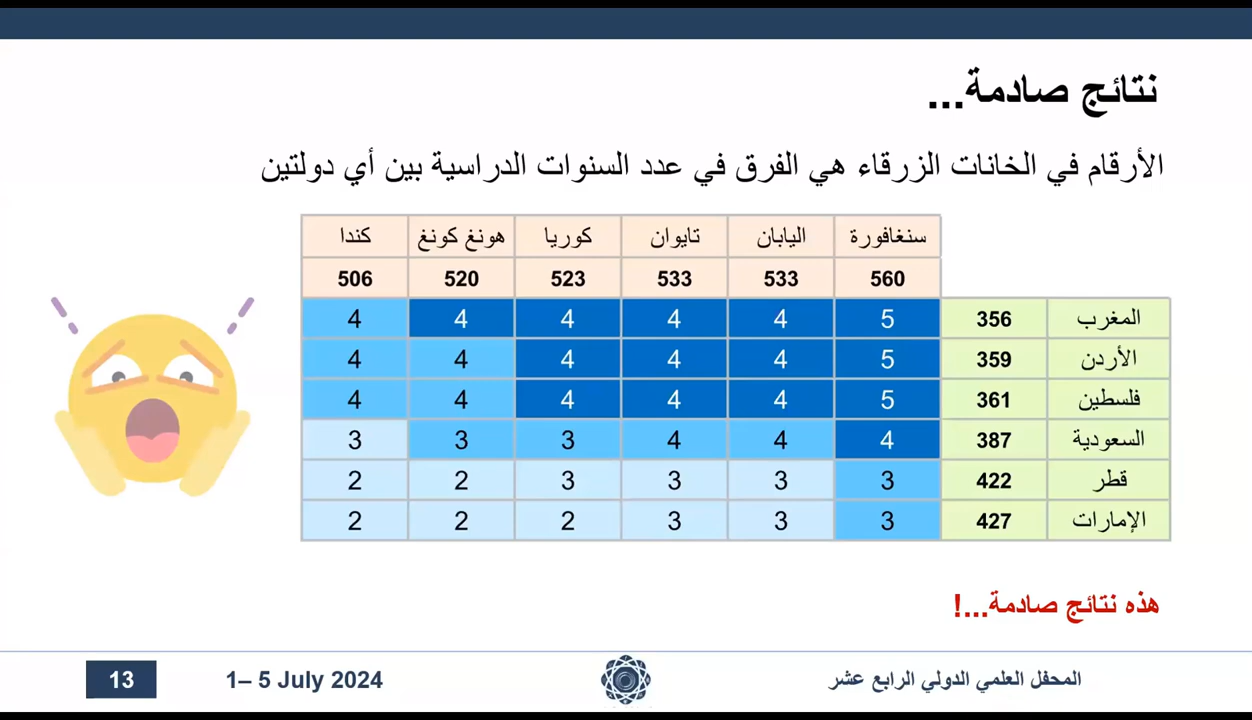 نتائج صادمة...
الأرقام في الخانات الزرقاء هي الفرق في عدد السنوات الدراسية بين أي دولتين
سنغافورة اليابان تايوان كوريا هونغ كونغ كندا
560 533 533 523 520 506
المغرب 356 5 4 4 4 4 4
الأردن 359 5 4 4 4 4 4
فلسطين 361 5 4 4 4 4 4
السعودية 387 4 4 4 3 3 3
قطر 422 3 3 3 3 2 2
الإمارات 427 3 3 3 2 2 2
هذه نتائج صادمة...!
المحفل العلمي الدولي الرابع عشر
1– 5 July 2024
13